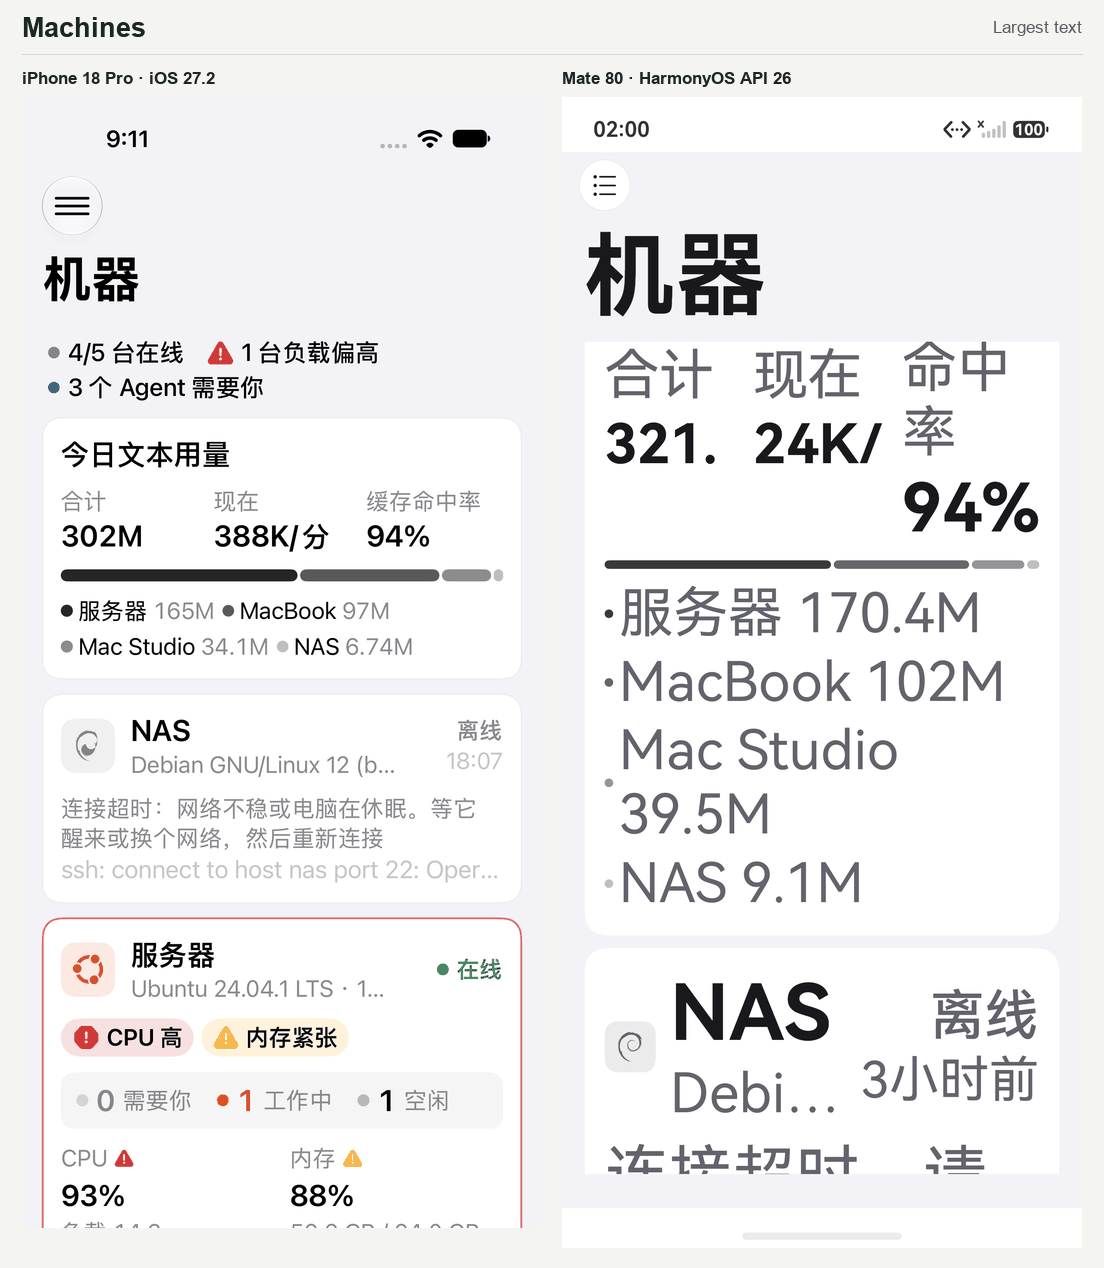 Machines
Largest text
iPhone 18 Pro · iOS 27.2
9:11
机器
4/5 台在线 1 台负载偏高
3 个 Agent 需要你
今日文本用量
合计 现在 缓存命中率
302M 388K/分 94%
服务器 165M MacBook 97M
Mac Studio 34.1M NAS 6.74M
NAS 离线
Debian GNU/Linux 12 (b... 18:07
连接超时：网络不稳或电脑在休眠。等它
醒来或换个网络，然后重新连接
ssh: connect to host nas port 22: Oper...
服务器 在线
Ubuntu 24.04.1 LTS · 1...
CPU 高 内存紧张
0 需要你 1 工作中 1 空闲
CPU 内存
93% 88%
Mate 80 · HarmonyOS API 26
02:00 100
机器
合计 现在 命中
率
321. 24K/ 94%
服务器 170.4M
MacBook 102M
Mac Studio
39.5M
NAS 9.1M
NAS 离线
Debi... 3小时前
连接超时 请